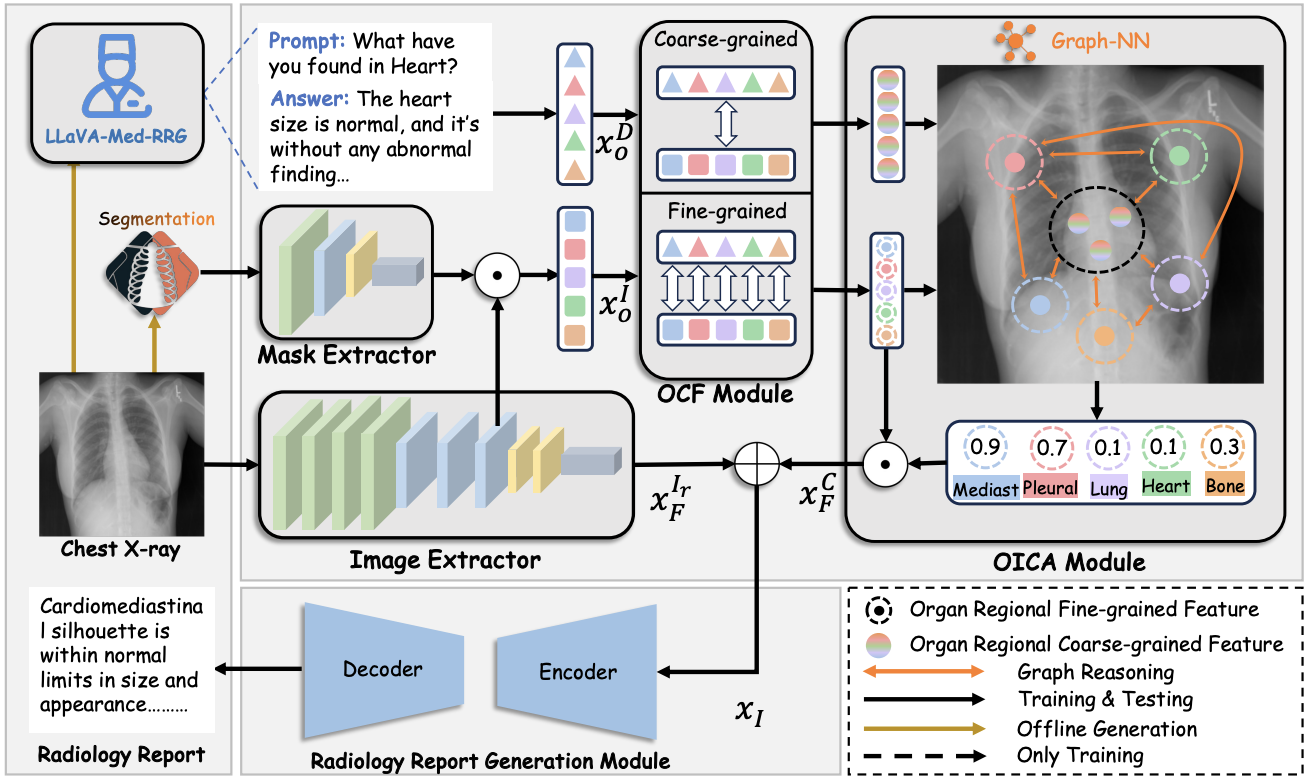 LLaVA-Med-RRG
Prompt: What have
you found in Heart?
Answer: The heart
size is normal, and it's
without any abnormal
finding...
x_o^D
Coarse-grained
Fine-grained
OCF Module
Graph-NN
Segmentation
Mask Extractor
x_o^I
Chest X-ray
Image Extractor
x_F^{I_r}
x_F^C
0.9
0.7
0.1
0.1
0.3
Mediast
Pleural
Lung
Heart
Bone
OICA Module
Cardiomediastina
l silhouette is
within normal
limits in size and
appearance.........
Radiology Report
Decoder
Encoder
x_I
Radiology Report Generation Module
Organ Regional Fine-grained Feature
Organ Regional Coarse-grained Feature
Graph Reasoning
Training & Testing
Offline Generation
Only Training